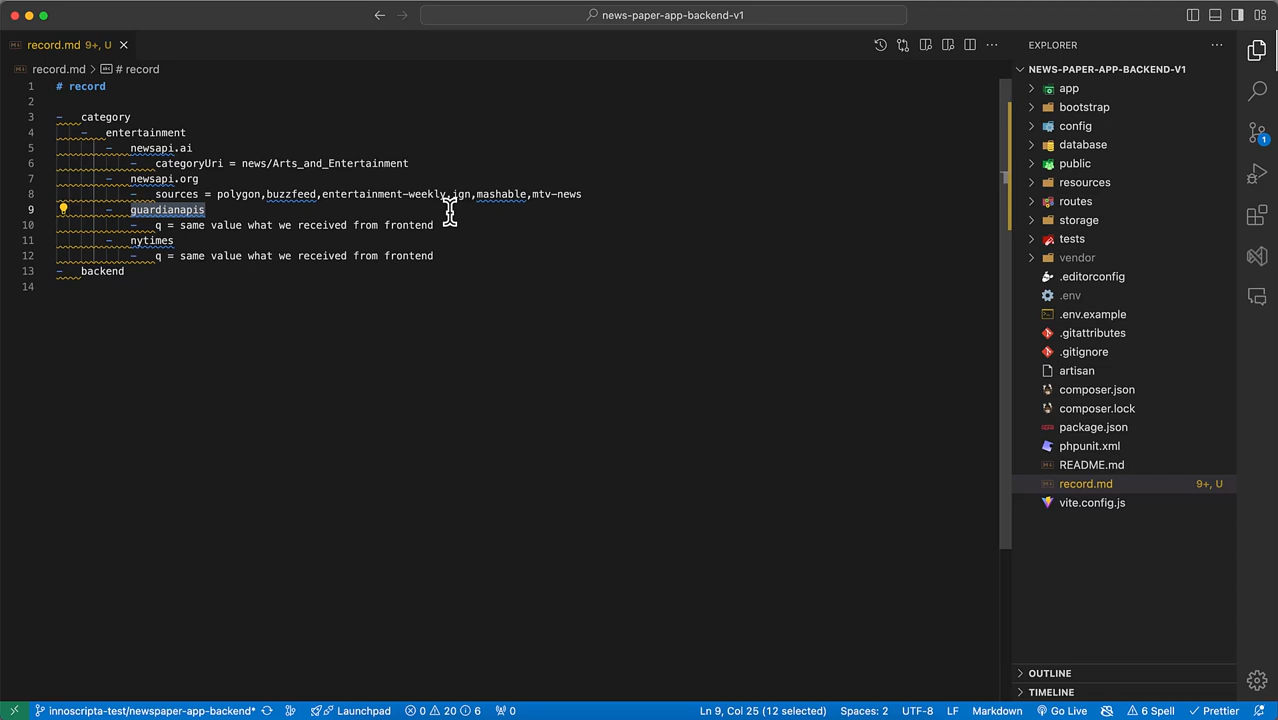 news-paper-app-backend-v1
record.md 9+, U
EXPLORER
record.md > # record
NEWS-PAPER-APP-BACKEND-V1
1 # record
2
3 - category
4 - entertainment
5 - newsapi.ai
6 - categoryUri = news/Arts_and_Entertainment
7 - newsapi.org
8 - sources = polygon,buzzfeed,entertainment-weekly,ign,mashable,mtv-news
9 - guardianapis
10 - q = same value what we received from frontend
11 - nytimes
12 - q = same value what we received from frontend
13 - backend
14
app
bootstrap
config
database
public
resources
routes
storage
tests
vendor
.editorconfig
.env
.env.example
.gitattributes
.gitignore
artisan
composer.json
composer.lock
package.json
phpunit.xml
README.md
record.md 9+, U
vite.config.js
1
OUTLINE
TIMELINE
innoscripta-test/newspaper-app-backend* Launchpad 0 20 6 0 Ln 9, Col 25 (12 selected) Spaces: 2 UTF-8 LF Markdown Go Live 6 Spell Prettier